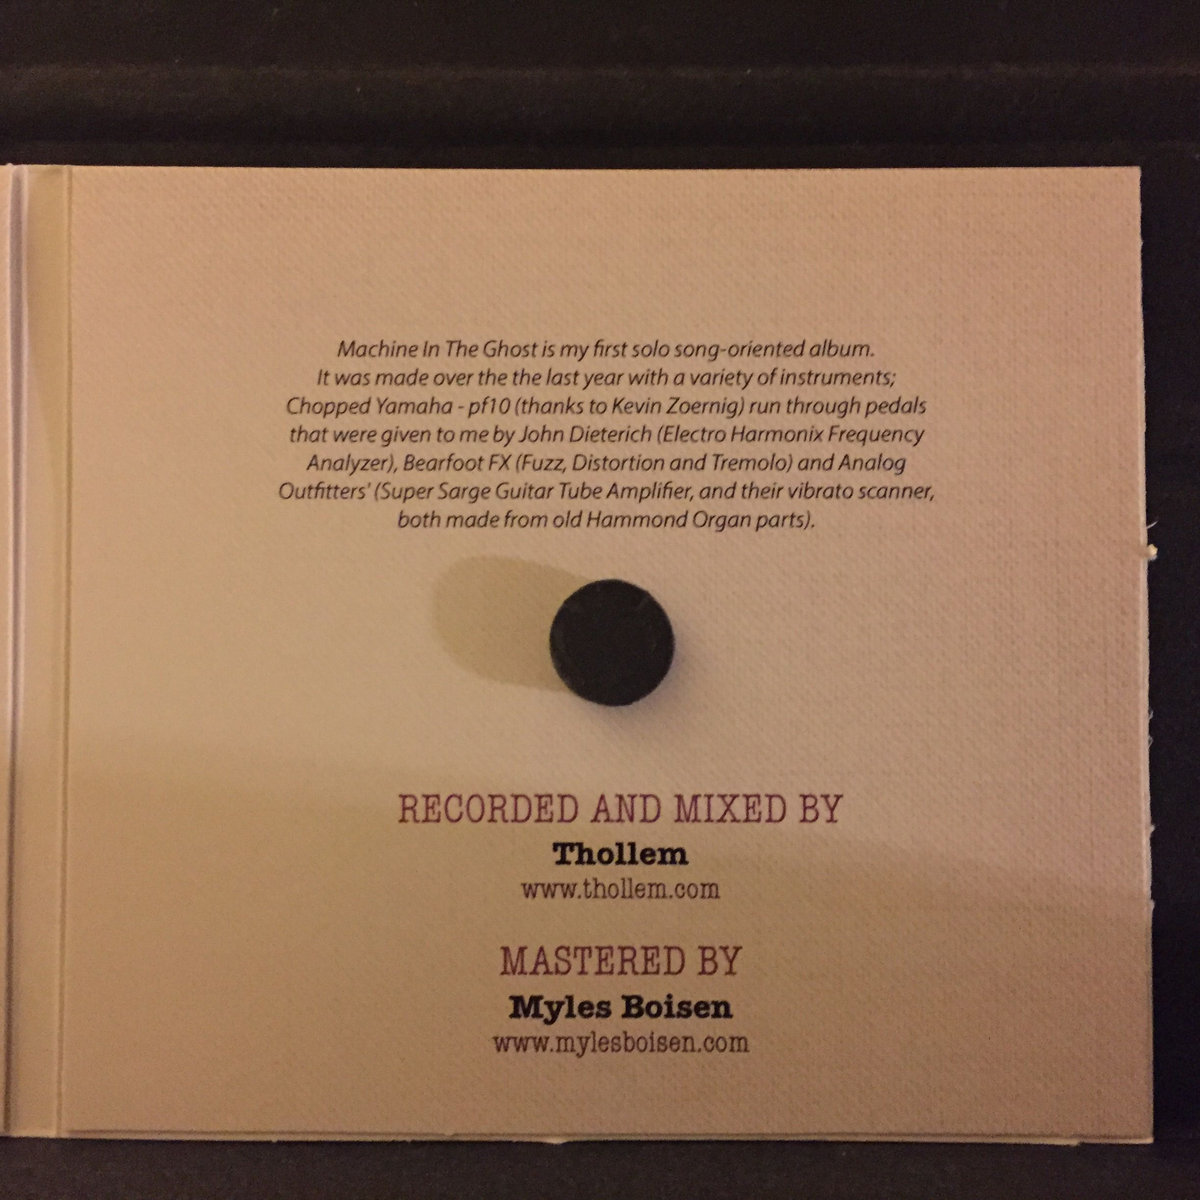 Machine In The Ghost is my first solo song-oriented album.
It was made over the the last year with a variety of instruments;
Chopped Yamaha - pf10 (thanks to Kevin Zoernig) run through pedals
that were given to me by John Dieterich (Electro Harmonix Frequency
Analyzer), Bearfoot FX (Fuzz, Distortion and Tremolo) and Analog
Outfitters' (Super Sarge Guitar Tube Amplifier, and their vibrato scanner,
both made from old Hammond Organ parts).
RECORDED AND MIXED BY
Thollem
www.thollem.com
MASTERED BY
Myles Boisen
www.mylesboisen.com